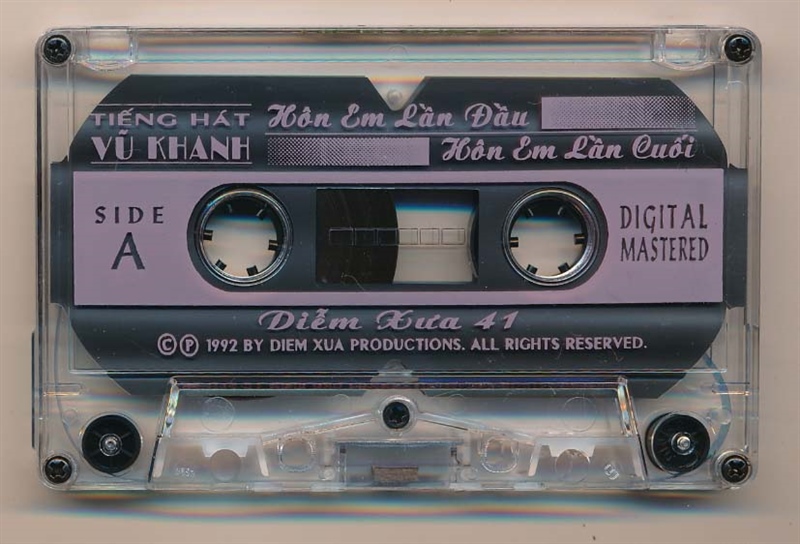 TIẾNG HÁT
VŨ KHANH
Hôn Em Lần Đầu
Hôn Em Lần Cuối
SIDE
A
DIGITAL
MASTERED
Diễm Xưa 41
© ℗ 1992 BY DIEM XUA PRODUCTIONS. ALL RIGHTS RESERVED.